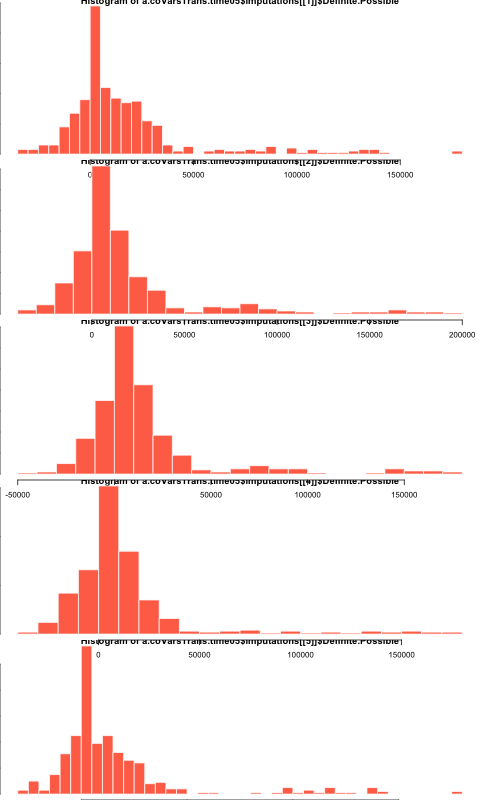 Histogram of a.coVarsTrans.time05$imputations[[1]]$Definite.Possible
0 50000 100000 150000
Histogram of a.coVarsTrans.time05$imputations[[2]]$Definite.Possible
0 50000 100000 150000 200000
Histogram of a.coVarsTrans.time05$imputations[[3]]$Definite.Possible
-50000 50000 100000 150000
Histogram of a.coVarsTrans.time05$imputations[[4]]$Definite.Possible
0 50000 100000 150000
Histogram of a.coVarsTrans.time05$imputations[[5]]$Definite.Possible